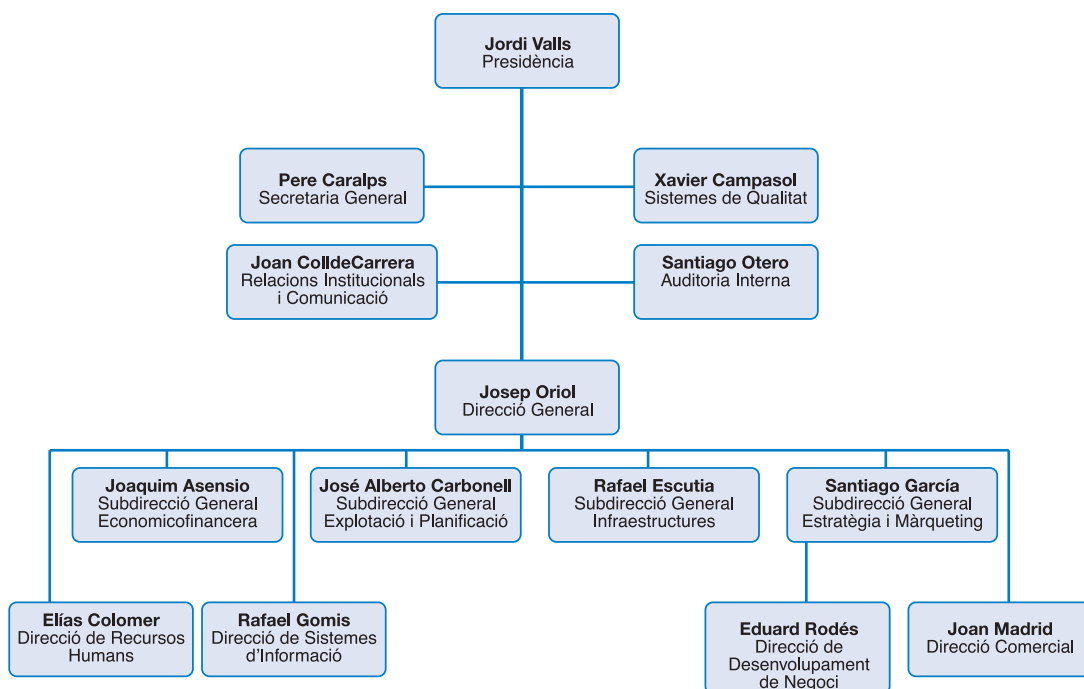 Jordi Valls
Presidència
Pere Caralps
Secretaria General
Xavier Campasol
Sistemes de Qualitat
Joan ColldeCarrera
Relacions Institucionals
i Comunicació
Santiago Otero
Auditoria Interna
Josep Oriol
Direcció General
Joaquim Asensio
Subdirecció General
Economicofinancera
José Alberto Carbonell
Subdirecció General
Explotació i Planificació
Rafael Escutia
Subdirecció General
Infraestructures
Santiago García
Subdirecció General
Estratègia i Màrqueting
Elías Colomer
Direcció de Recursos
Humans
Rafael Gomis
Direcció de Sistemes
d'Informació
Eduard Rodés
Direcció de
Desenvolupament
de Negoci
Joan Madrid
Direcció Comercial